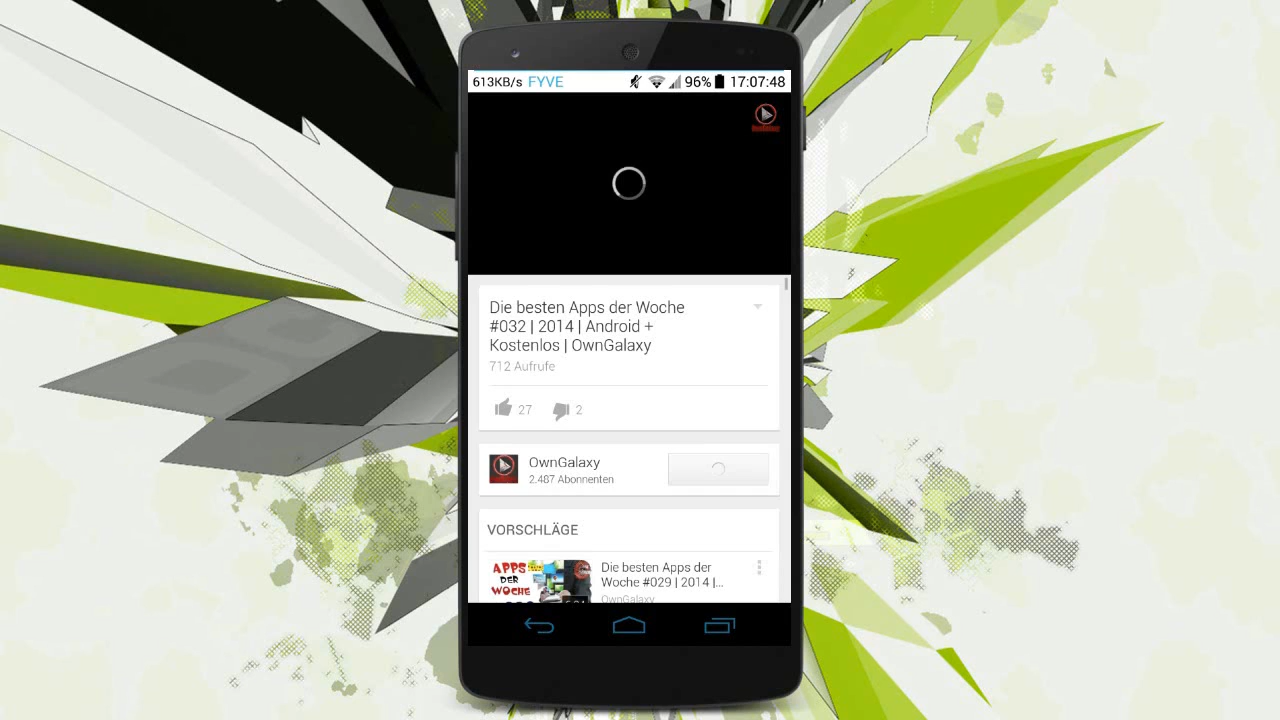 613KB/s FYVE 96% 17:07:48
Die besten Apps der Woche
#032 | 2014 | Android +
Kostenlos | OwnGalaxy
712 Aufrufe
27 2
OwnGalaxy
2.487 Abonnenten
VORSCHLÄGE
APPS
DER
WOCHE
Die besten Apps der
Woche #029 | 2014 |...
OwnGalaxy